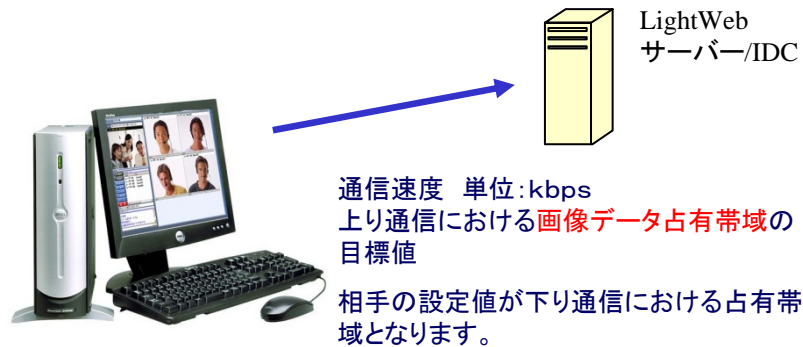 LightWeb
サーバー/IDC
通信速度 単位:kbps
上り通信における画像データ占有帯域の
目標値
相手の設定値が下り通信における占有帯
域となります。